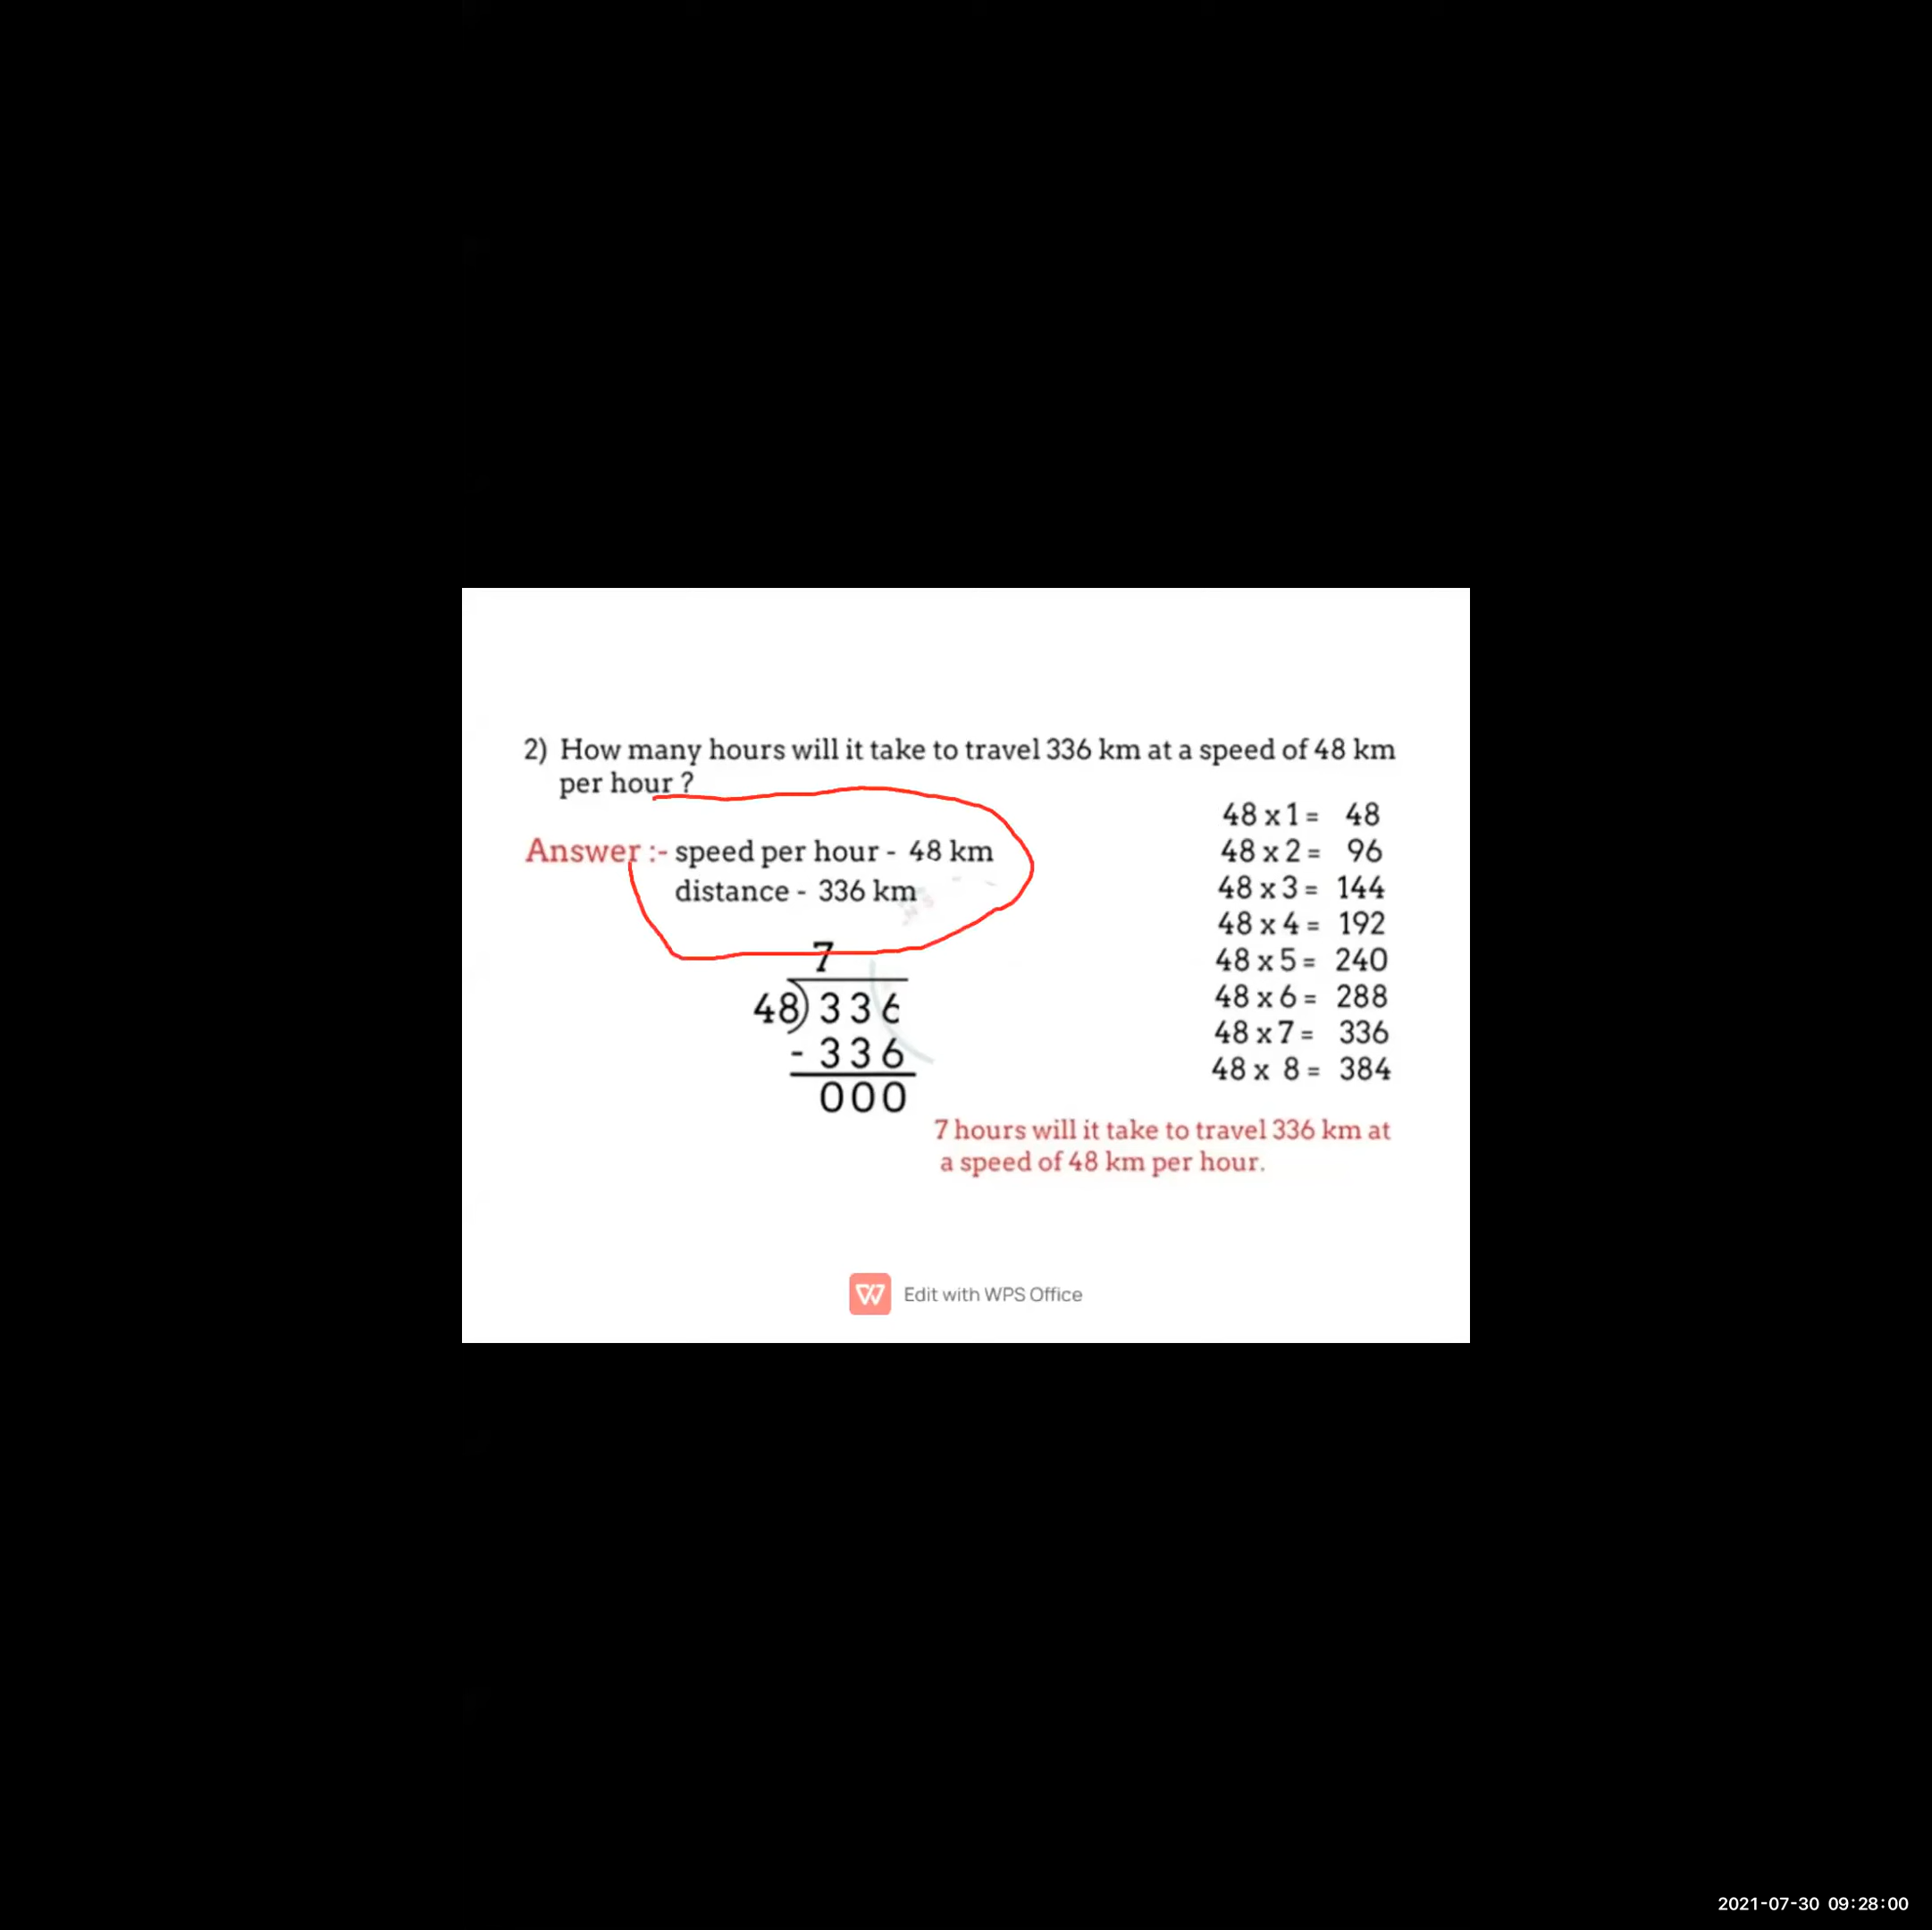 2) How many hours will it take to travel 336 km at a speed of 48 km
per hour ?
Answer :- speed per hour - 48 km
distance - 336 km
7
48) 3 3 6
- 3 3 6
0 0 0
48 x 1 = 48
48 x 2 = 96
48 x 3 = 144
48 x 4 = 192
48 x 5 = 240
48 x 6 = 288
48 x 7 = 336
48 x 8 = 384
7 hours will it take to travel 336 km at
a speed of 48 km per hour.
Edit with WPS Office
2021-07-30 09:28:00